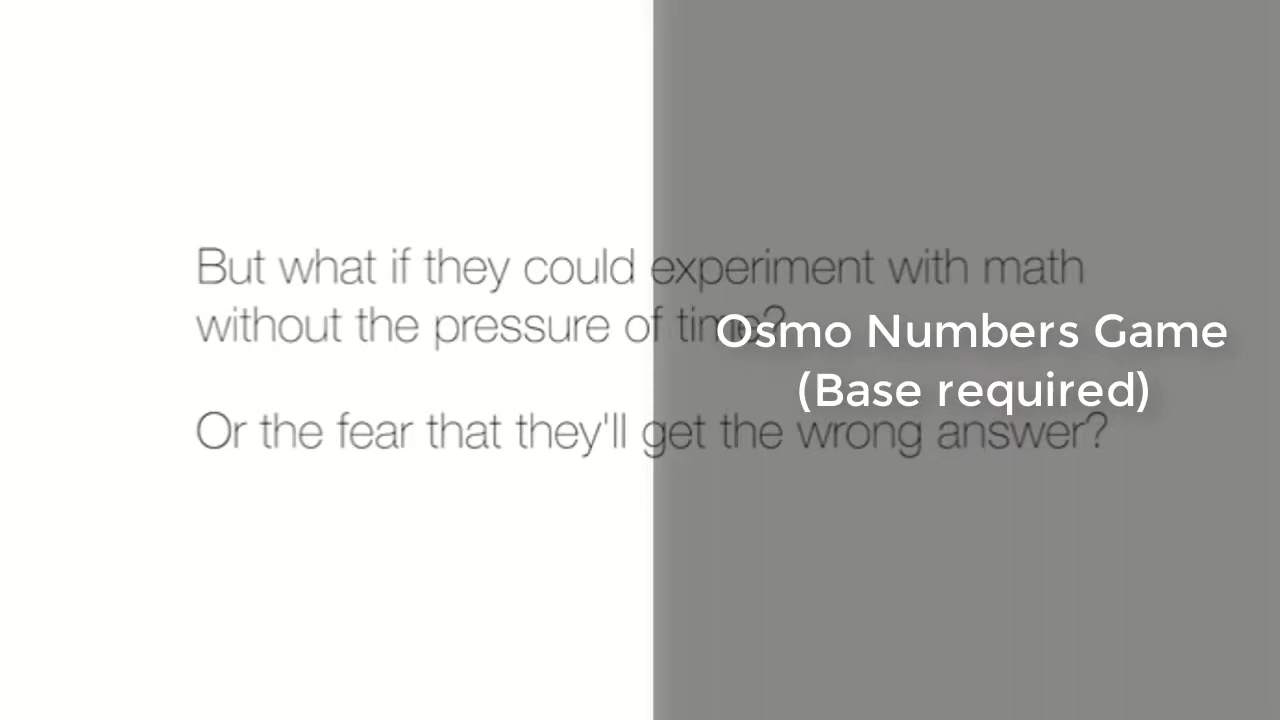 But what if they could experiment with math
without the pressure of time?
Or the fear that they'll get the wrong answer?
Osmo Numbers Game
(Base required)